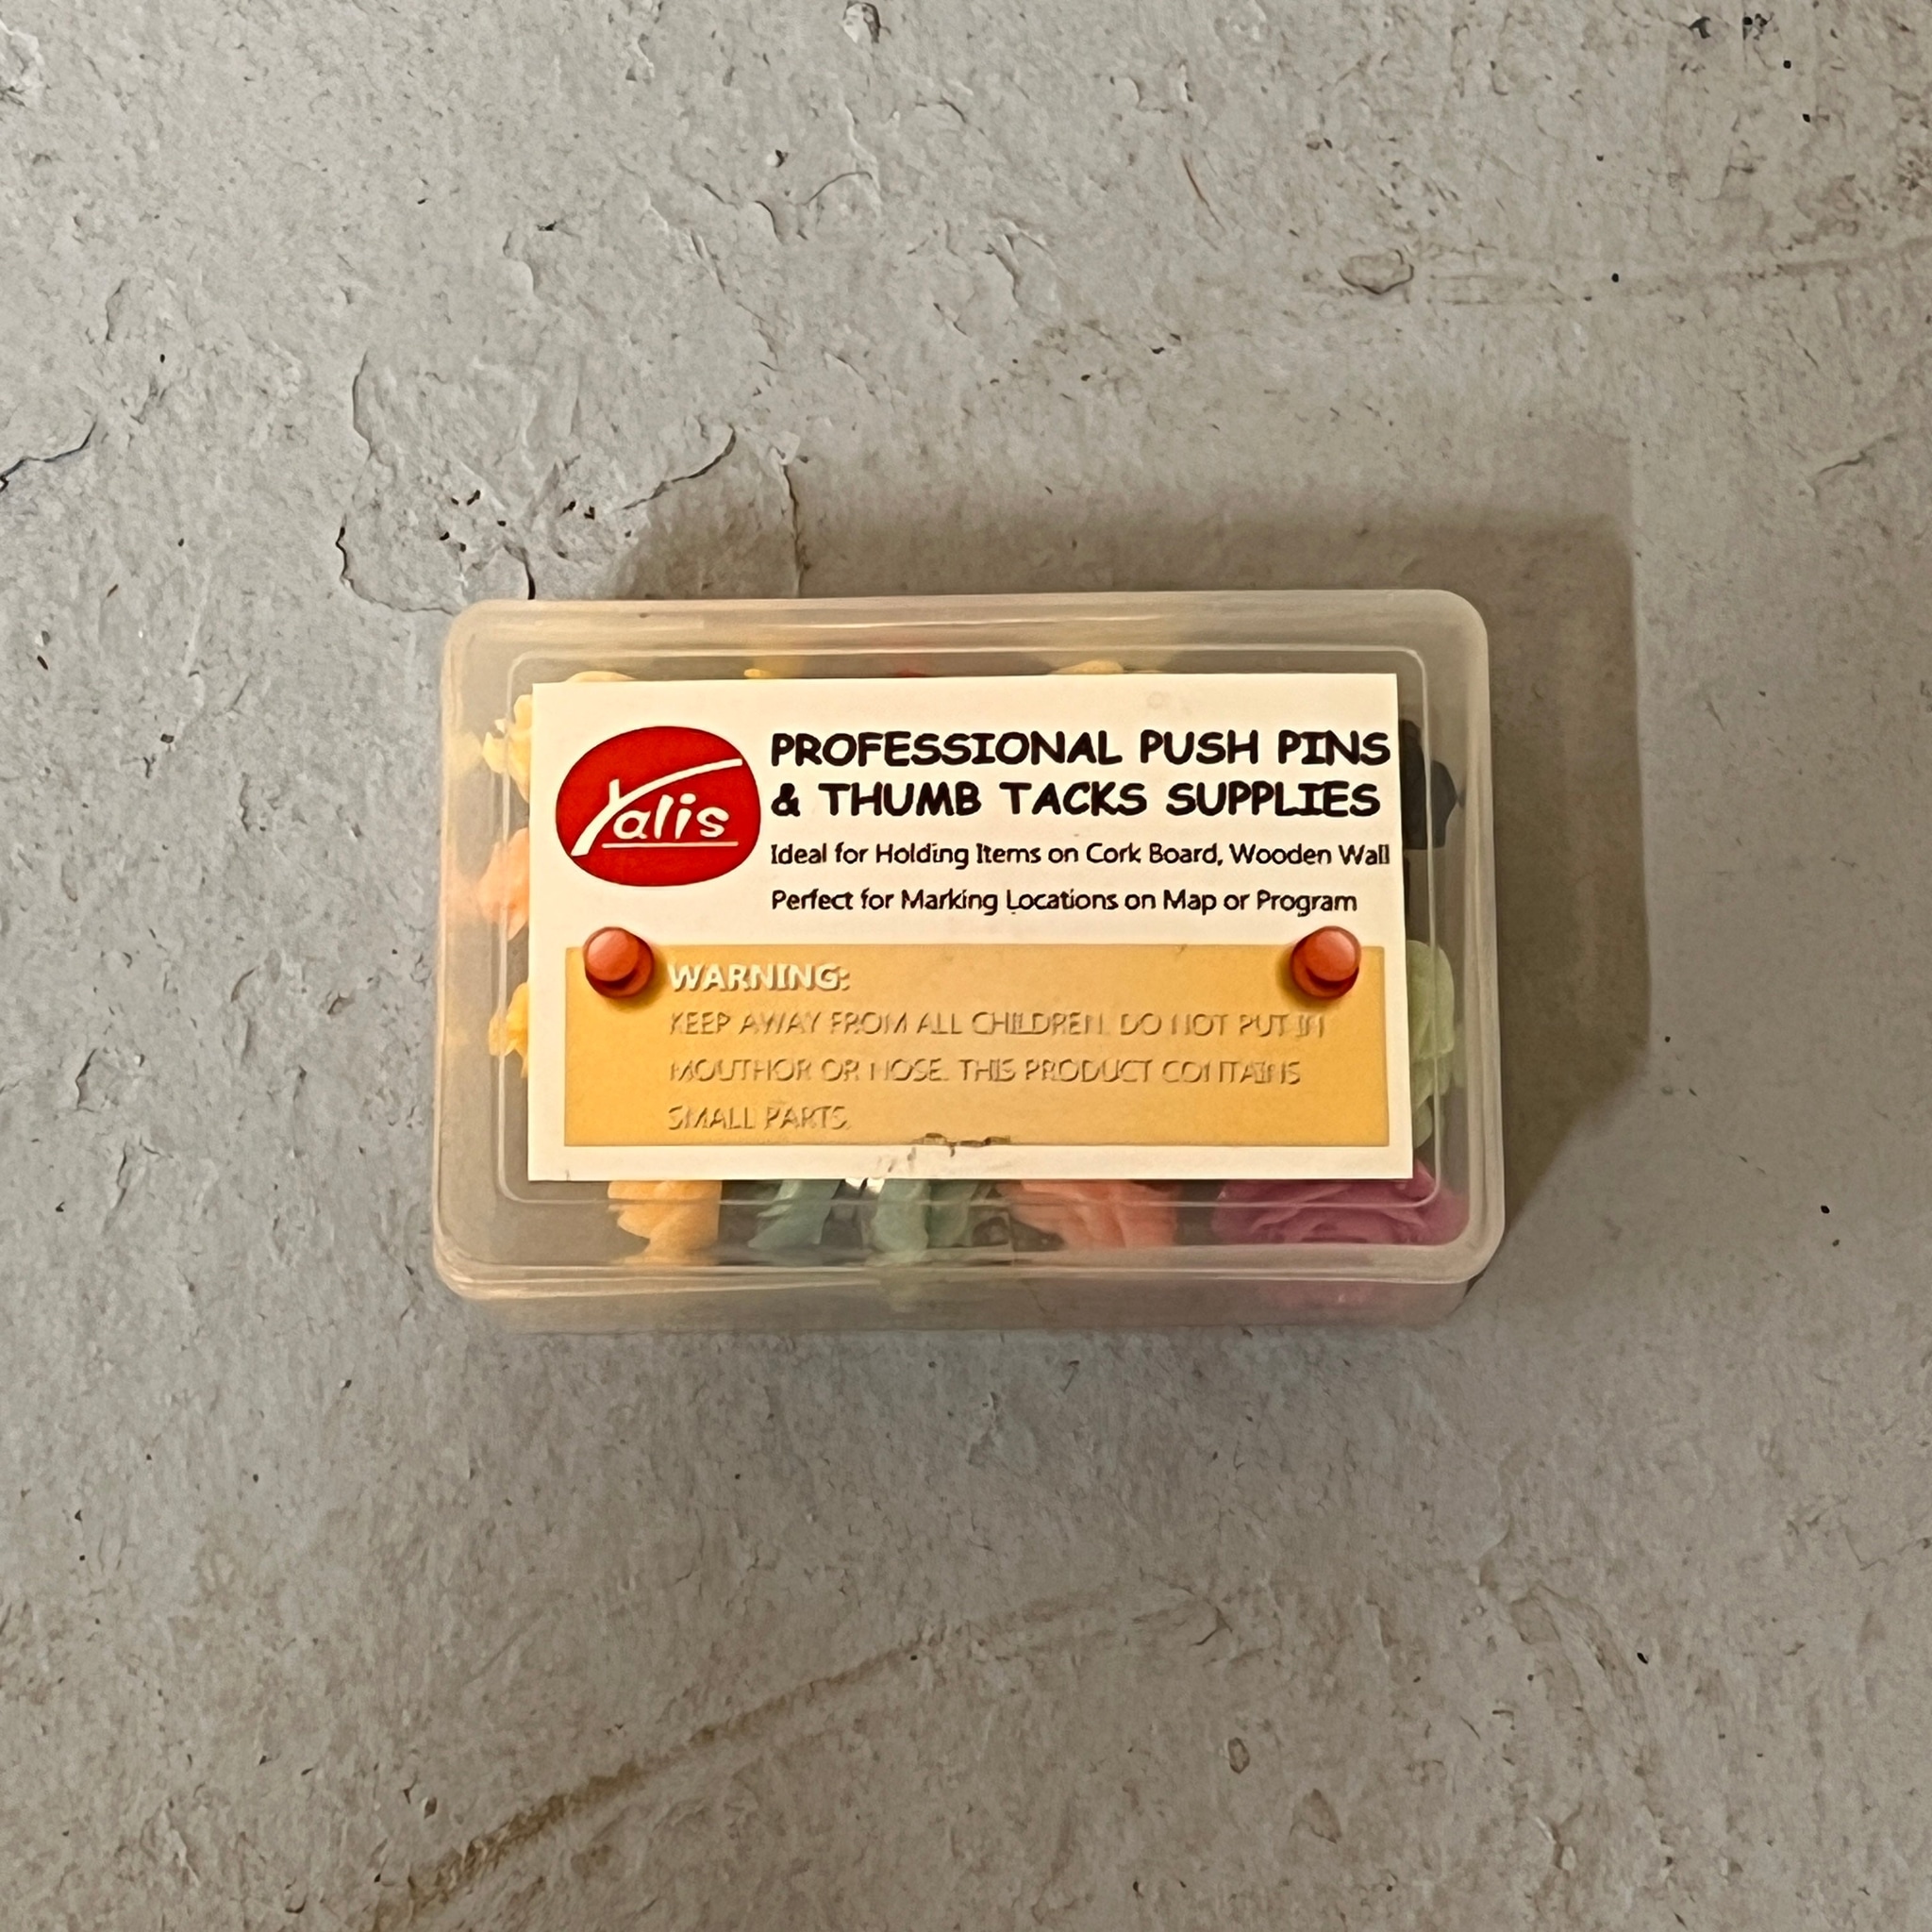 Yalis
PROFESSIONAL PUSH PINS
& THUMB TACKS SUPPLIES
Ideal for Holding Items on Cork Board, Wooden Wall
Perfect for Marking Locations on Map or Program
WARNING:
KEEP AWAY FROM ALL CHILDREN. DO NOT PUT IN
MOUTHOR OR NOSE. THIS PRODUCT CONTAINS
SMALL PARTS.